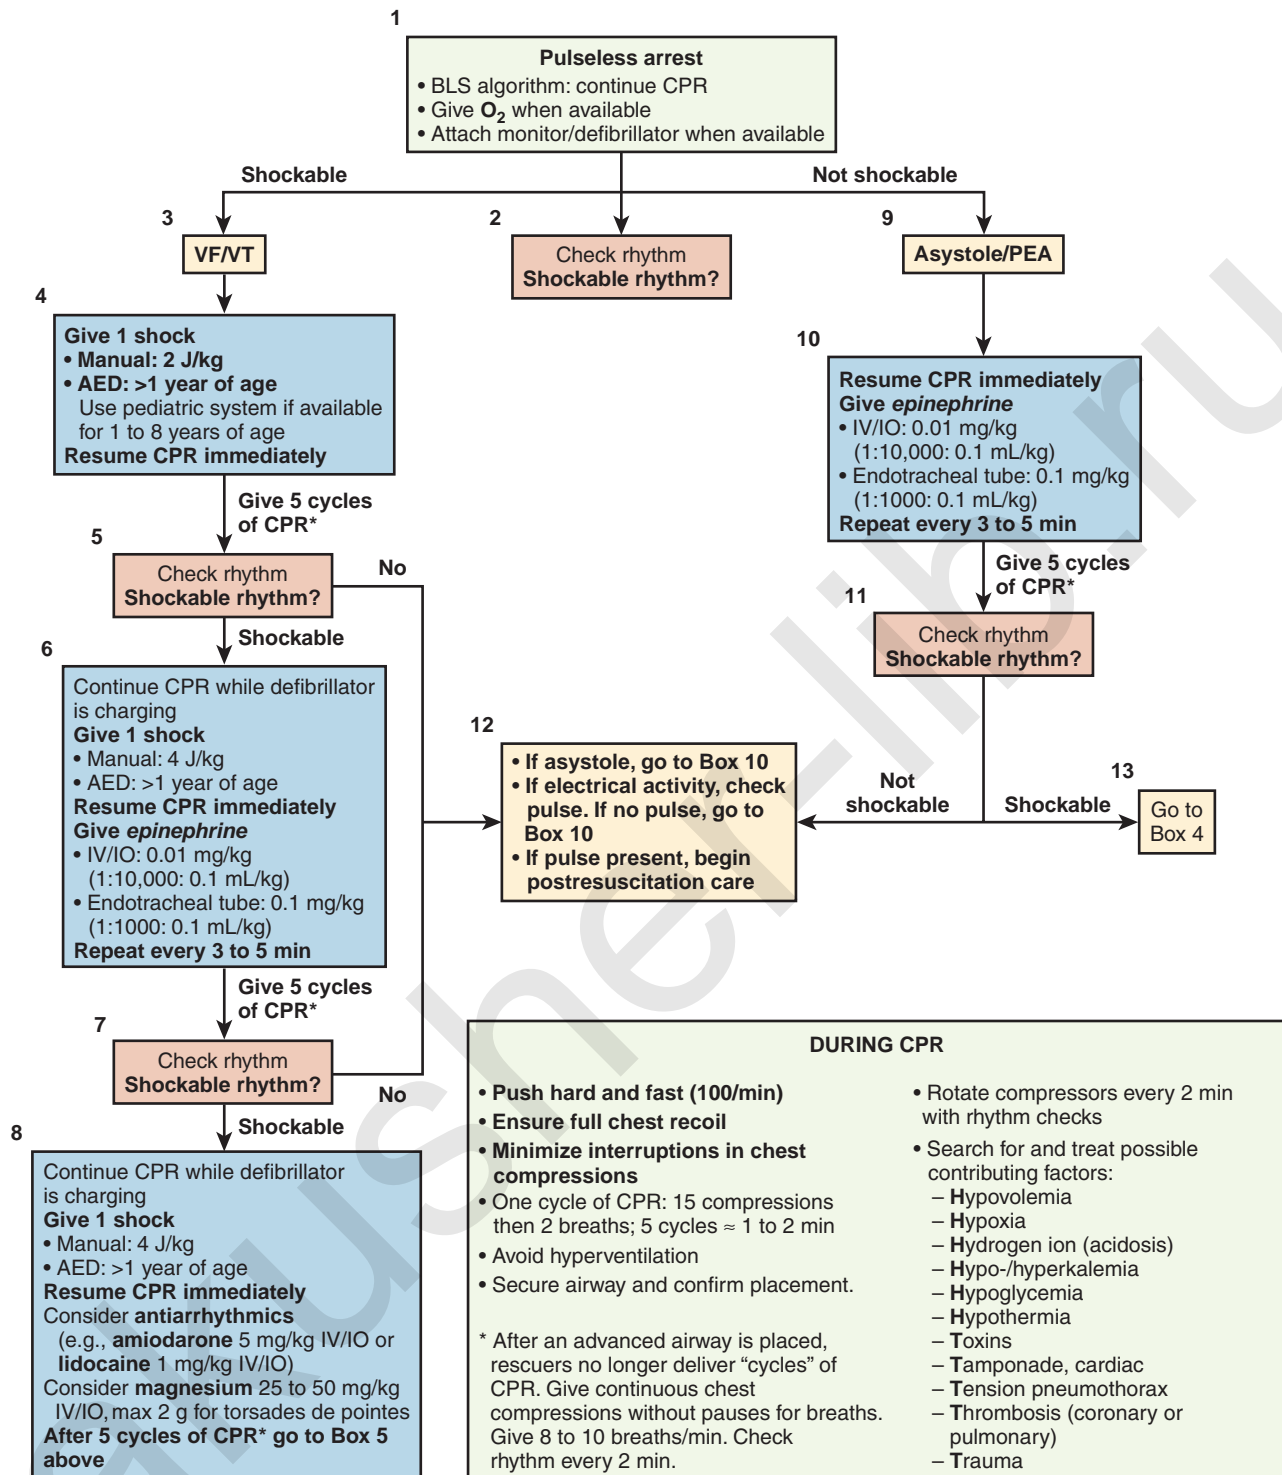 1
Pulseless arrest
• BLS algorithm: continue CPR
• Give O₂ when available
• Attach monitor/defibrillator when available
Shockable
Not shockable
3
VF/VT
2
Check rhythm
Shockable rhythm?
9
Asystole/PEA
4
Give 1 shock
• Manual: 2 J/kg
• AED: >1 year of age
Use pediatric system if available
for 1 to 8 years of age
Resume CPR immediately
Give 5 cycles
of CPR*
5
Check rhythm
Shockable rhythm?
No
Shockable
6
Continue CPR while defibrillator
is charging
Give 1 shock
• Manual: 4 J/kg
• AED: >1 year of age
Resume CPR immediately
Give epinephrine
• IV/IO: 0.01 mg/kg
(1:10,000: 0.1 mL/kg)
• Endotracheal tube: 0.1 mg/kg
(1:1000: 0.1 mL/kg)
Repeat every 3 to 5 min
Give 5 cycles
of CPR*
7
Check rhythm
Shockable rhythm?
No
Shockable
8
Continue CPR while defibrillator
is charging
Give 1 shock
• Manual: 4 J/kg
• AED: >1 year of age
Resume CPR immediately
Consider antiarrhythmics
(e.g., amiodarone 5 mg/kg IV/IO or
lidocaine 1 mg/kg IV/IO)
Consider magnesium 25 to 50 mg/kg
IV/IO, max 2 g for torsades de pointes
After 5 cycles of CPR* go to Box 5
above
10
Resume CPR immediately
Give epinephrine
• IV/IO: 0.01 mg/kg
(1:10,000: 0.1 mL/kg)
• Endotracheal tube: 0.1 mg/kg
(1:1000: 0.1 mL/kg)
Repeat every 3 to 5 min
Give 5 cycles
of CPR*
11
Check rhythm
Shockable rhythm?
12
• If asystole, go to Box 10
• If electrical activity, check
pulse. If no pulse, go to
Box 10
• If pulse present, begin
postresuscitation care
Not
shockable
Shockable
13
Go to
Box 4
DURING CPR
• Push hard and fast (100/min)
• Ensure full chest recoil
• Minimize interruptions in chest
compressions
• One cycle of CPR: 15 compressions
then 2 breaths; 5 cycles ≈ 1 to 2 min
• Avoid hyperventilation
• Secure airway and confirm placement.
* After an advanced airway is placed,
rescuers no longer deliver “cycles” of
CPR. Give continuous chest
compressions without pauses for breaths.
Give 8 to 10 breaths/min. Check
rhythm every 2 min.
• Rotate compressors every 2 min
with rhythm checks
• Search for and treat possible
contributing factors:
– Hypovolemia
– Hypoxia
– Hydrogen ion (acidosis)
– Hypo-/hyperkalemia
– Hypoglycemia
– Hypothermia
– Toxins
– Tamponade, cardiac
– Tension pneumothorax
– Thrombosis (coronary or
pulmonary)
– Trauma
akusher-lib.ru